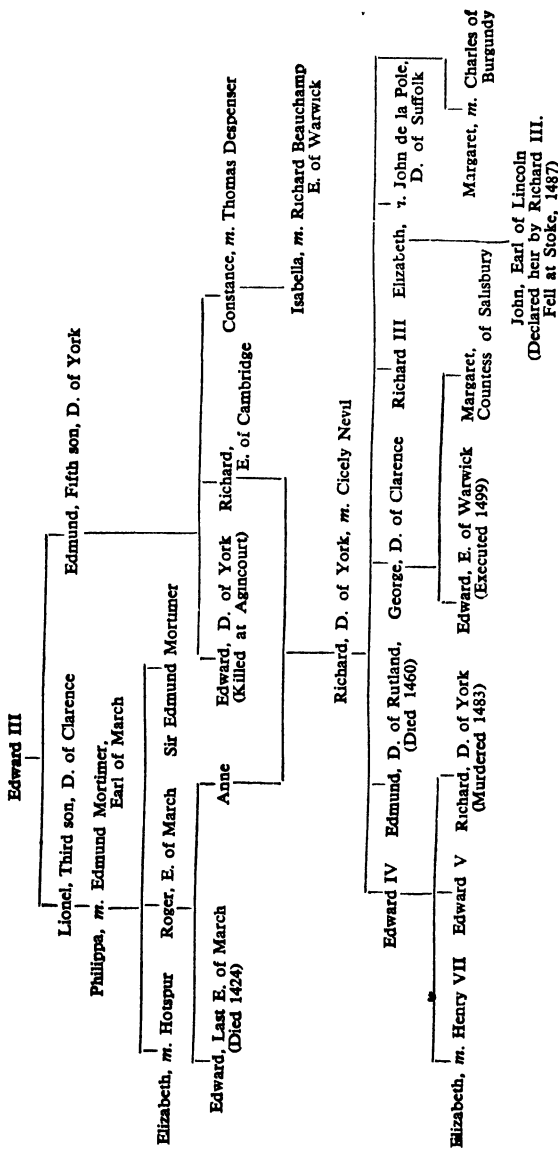 Edward III
Lionel, Third son, D. of Clarence
Edmund, Fifth son, D. of York
Philippa, m. Edmund Mortimer,
Earl of March
Elizabeth, m. Hotspur
Roger, E. of March
Sir Edmund Mortimer
Edward, D. of York
(Killed at Agincourt)
Richard,
E. of Cambridge
Constance, m. Thomas Despenser
Edward, Last E. of March
(Died 1424)
Anne
Isabella, m. Richard Beauchamp
E. of Warwick
Richard, D. of York, m. Cicely Nevil
Edward IV
Edmund, D. of Rutland,
(Died 1460)
George, D. of Clarence
Richard III
Elizabeth,
John de la Pole,
D. of Suffolk
Margaret, m. Charles of
Burgundy
Elizabeth, m. Henry VII
Edward V
Richard, D. of York
(Murdered 1483)
Edward, E. of Warwick
(Executed 1499)
Margaret,
Countess of Salisbury
John, Earl of Lincoln
(Declared heir by Richard III.
Fell at Stoke, 1487)